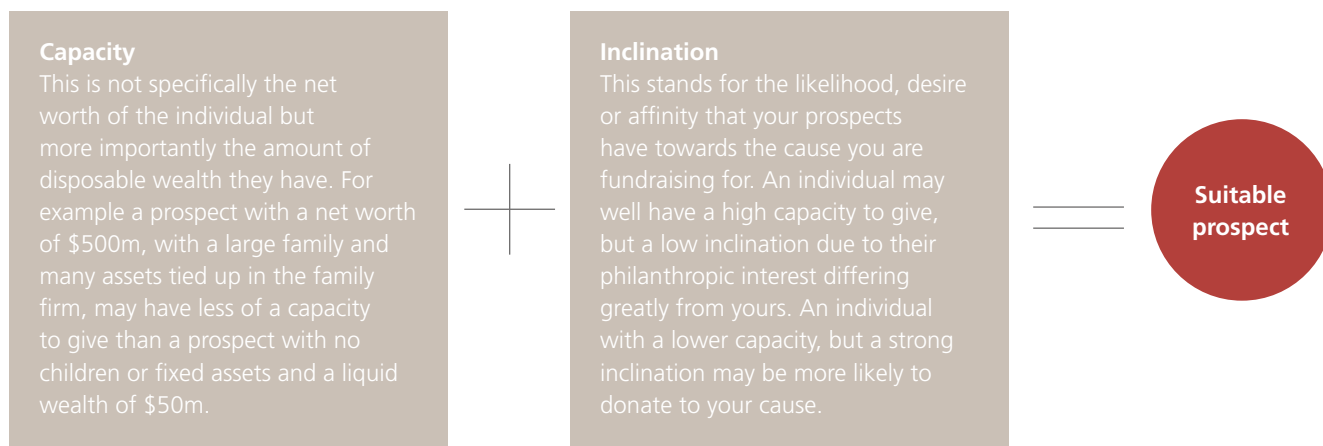 Capacity
This is not specifically the net
worth of the individual but
more importantly the amount of
disposable wealth they have. For
example a prospect with a net worth
of $500m, with a large family and
many assets tied up in the family
firm, may have less of a capacity
to give than a prospect with no
children or fixed assets and a liquid
wealth of $50m.
Inclination
This stands for the likelihood, desire
or affinity that your prospects
have towards the cause you are
fundraising for. An individual may
well have a high capacity to give,
but a low inclination due to their
philanthropic interest differing
greatly from yours. An individual
with a lower capacity, but a strong
inclination may be more likely to
donate to your cause.
Suitable
prospect